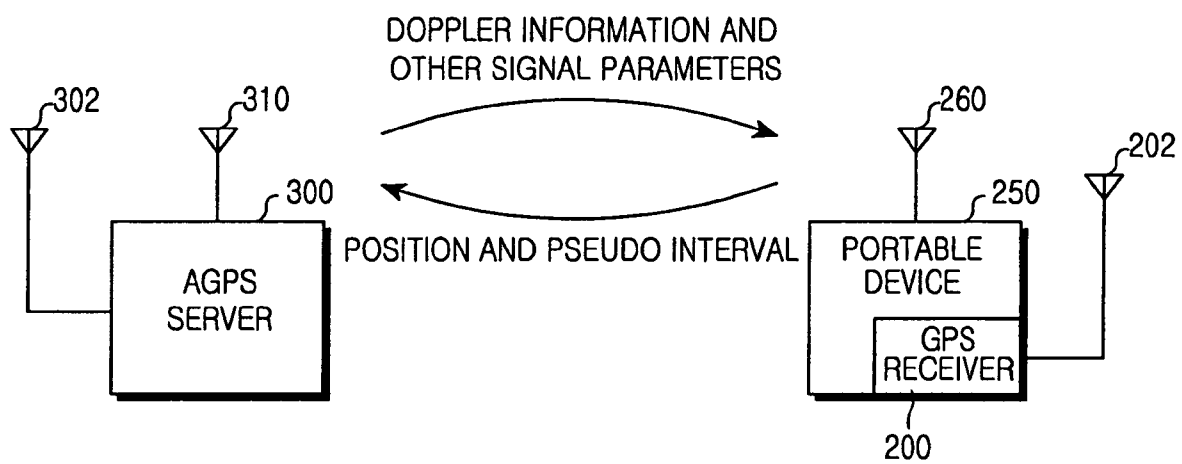 DOPPLER INFORMATION AND
OTHER SIGNAL PARAMETERS
302
310
260
202
300
250
POSITION AND PSEUDO INTERVAL
AGPS
SERVER
PORTABLE
DEVICE
GPS
RECEIVER
200